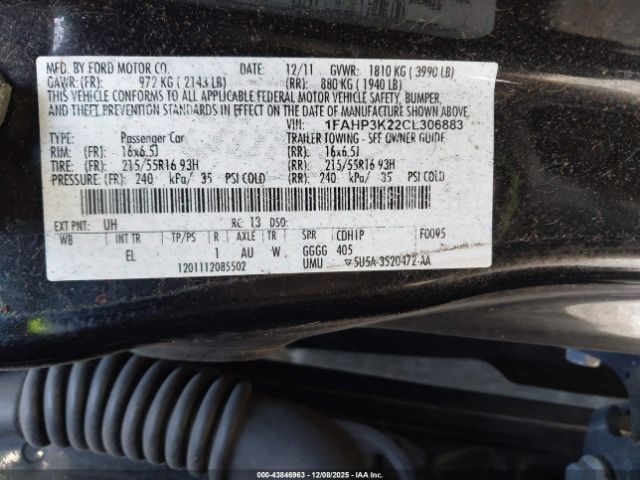 MFD. BY FORD MOTOR CO. DATE: 12/11 GVWR: 1810 KG ( 3990 LB)
GAWR: (FR): 972 KG ( 2143 LB) (RR): 880 KG ( 1940 LB)
THIS VEHICLE CONFORMS TO ALL APPLICABLE FEDERAL MOTOR VEHICLE SAFETY, BUMPER,
AND THEFT PREVENTION STANDARDS IN EFFECT ON THE DATE OF MANUFACTURE SHOWN ABOVE.
VIN: 1FAHP3K22CL306883
TYPE: Passenger Car TRAILER TOWING - SEE OWNER GUIDE
RIM: (FR): 16x6.5J (RR): 16x6.5J
TIRE: (FR): 215/55R16 93H (RR): 215/55R16 93H
PRESSURE: (FR): 240 kPa/ 35 PSI COLD (RR): 240 kPa/ 35 PSI COLD
EXT PNT: UH RC: 13 DSO: F0095
WB INT TR TP/PS R AXLE TR SPR CDH1P
EL 1 AU W. GGGG 405
1201112085502 UMU 5U5A-3520472-AA
000-43846963 | 12/08/2025 | IAA, Inc.